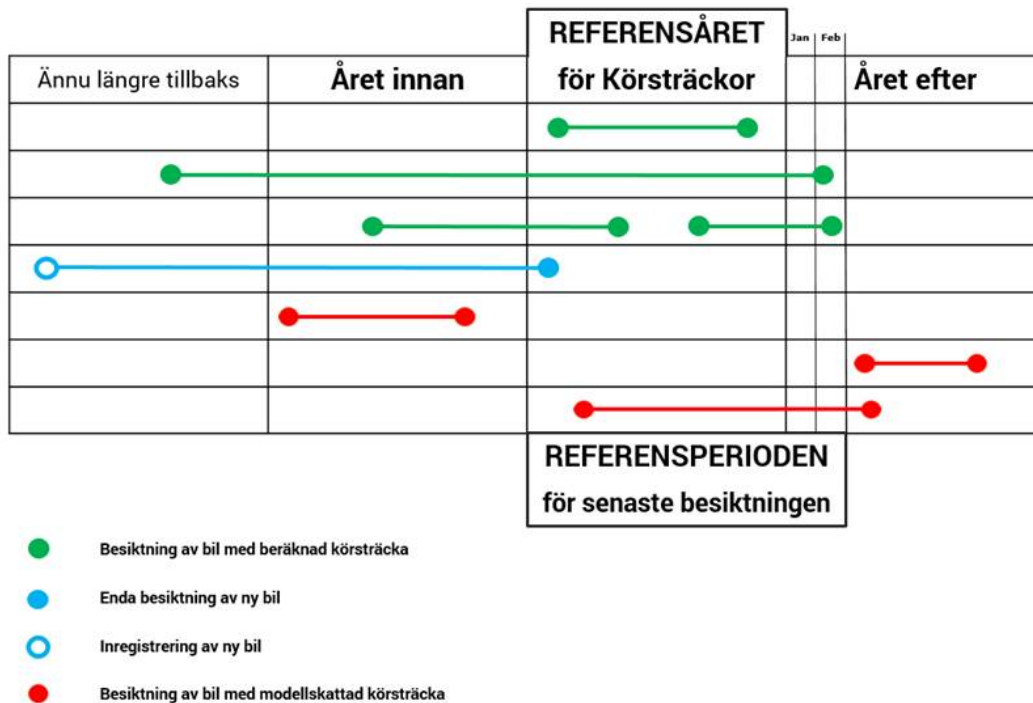 REFERENSÅRET
för Körsträckor
Jan Feb
Ännu längre tillbaks
Året innan
Året efter
REFERENSPERIODEN
för senaste besiktningen
Besiktning av bil med beräknad körsträcka
Enda besiktning av ny bil
Inregistrering av ny bil
Besiktning av bil med modellskattad körsträcka